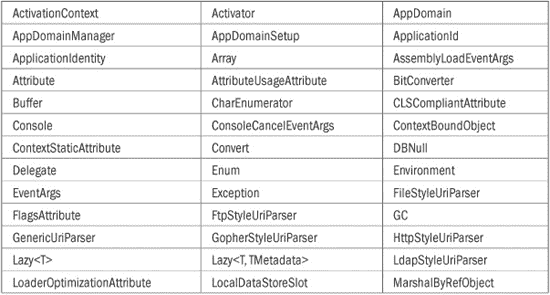 ActivationContext Activator AppDomain
AppDomainManager AppDomainSetup ApplicationId
ApplicationIdentity Array AssemblyLoadEventArgs
Attribute AttributeUsageAttribute BitConverter
Buffer CharEnumerator CLSCompliantAttribute
Console ConsoleCancelEventArgs ContextBoundObject
ContextStaticAttribute Convert DBNull
Delegate Enum Environment
EventArgs Exception FileStyleUriParser
FlagsAttribute FtpStyleUriParser GC
GenericUriParser GopherStyleUriParser HttpStyleUriParser
Lazy<T> Lazy<T, TMetadata> LdapStyleUriParser
LoaderOptimizationAttribute LocalDataStoreSlot MarshalByRefObject